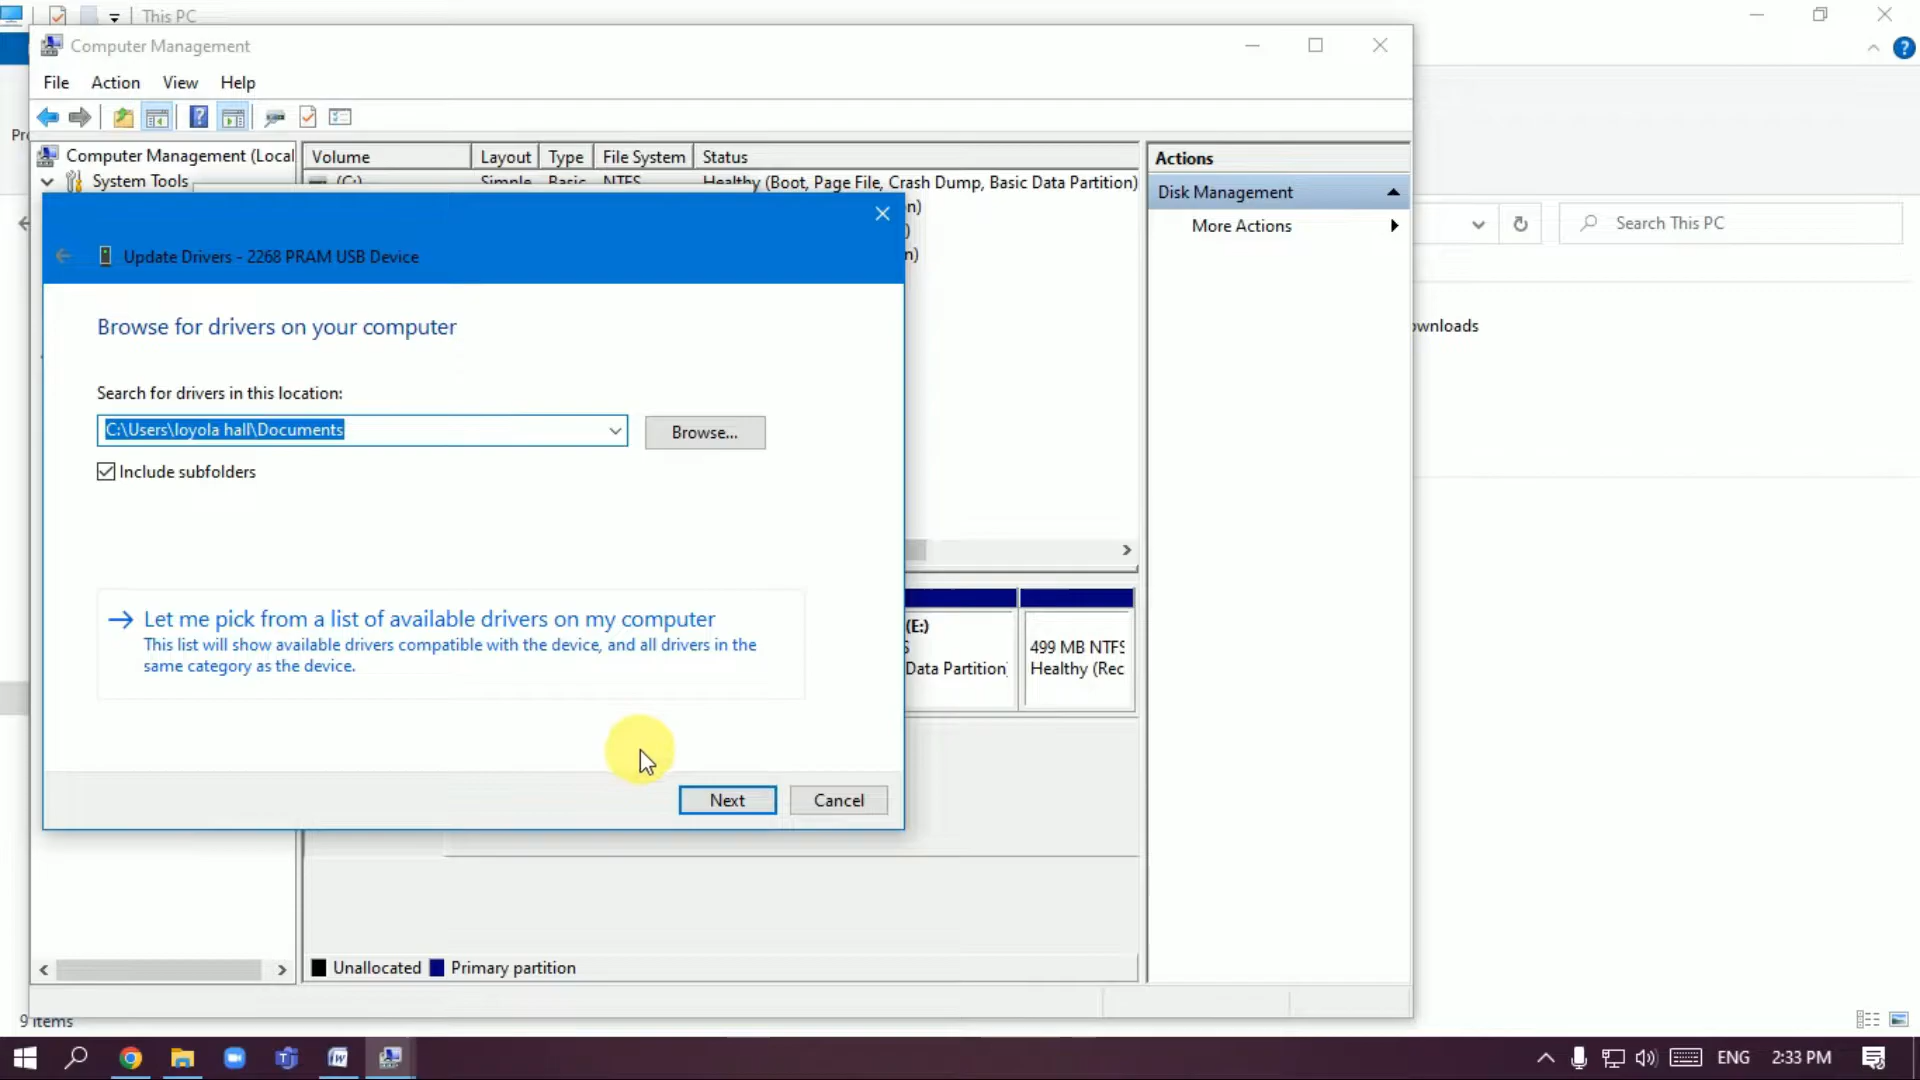 This PC
Computer Management
File Action View Help
Computer Management (Local
System Tools
Volume Layout Type File System Status
(C:) Simple Basic NTFS Healthy (Boot, Page File, Crash Dump, Basic Data Partition)
Actions
Disk Management
More Actions
Search This PC
Update Drivers - 2268 PRAM USB Device
Browse for drivers on your computer
Search for drivers in this location:
C:\Users\loyola hall\Documents
Browse...
Include subfolders
Let me pick from a list of available drivers on my computer
This list will show available drivers compatible with the device, and all drivers in the
same category as the device.
Next Cancel
(E:)
Data Partition
499 MB NTFS
Healthy (Rec
ownloads
Unallocated Primary partition
9 items
ENG 2:33 PM